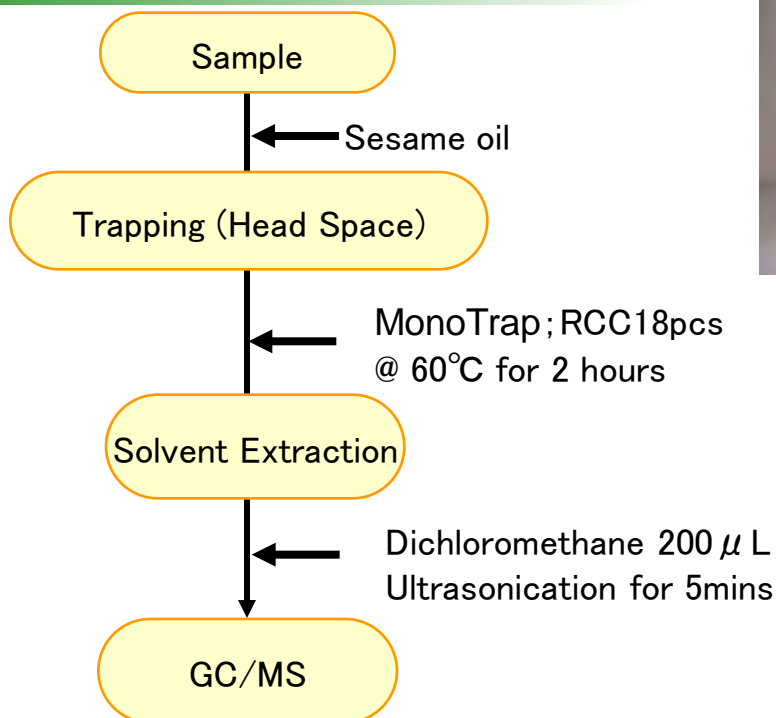 Sample
Sesame oil
Trapping (Head Space)
MonoTrap;RCC18pcs
@ 60℃ for 2 hours
Solvent Extraction
Dichloromethane 200μL
Ultrasonication for 5mins
GC/MS